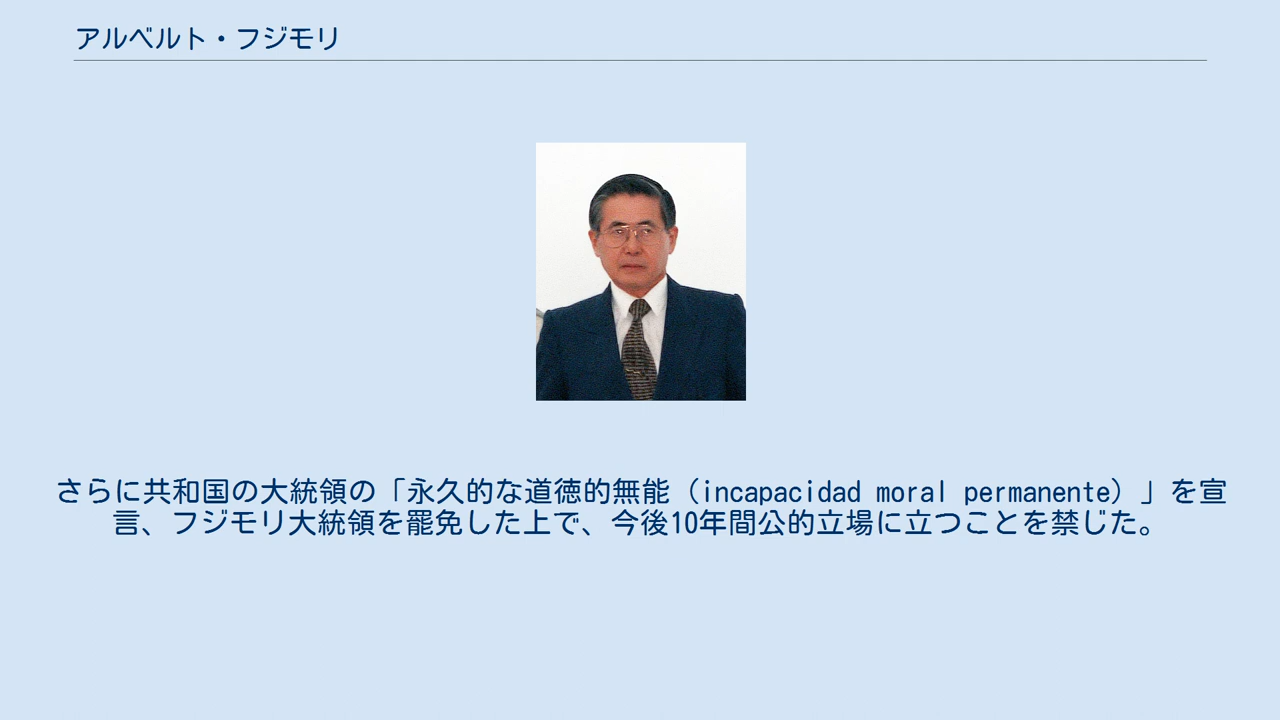 アルベルト・フジモリ
さらに共和国の大統領の「永久的な道徳的無能（incapacidad moral permanente）」を宣
言、フジモリ大統領を罷免した上で、今後10年間公的立場に立つことを禁じた。